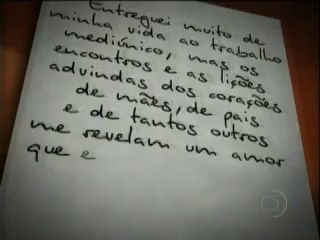 Entreguei muito de
minha vida ao trabalho
mediúnico, mas os
encontros e as lições
advindas dos corações
de mães, de pais
e de tantos outros
me revelam um amor
que e